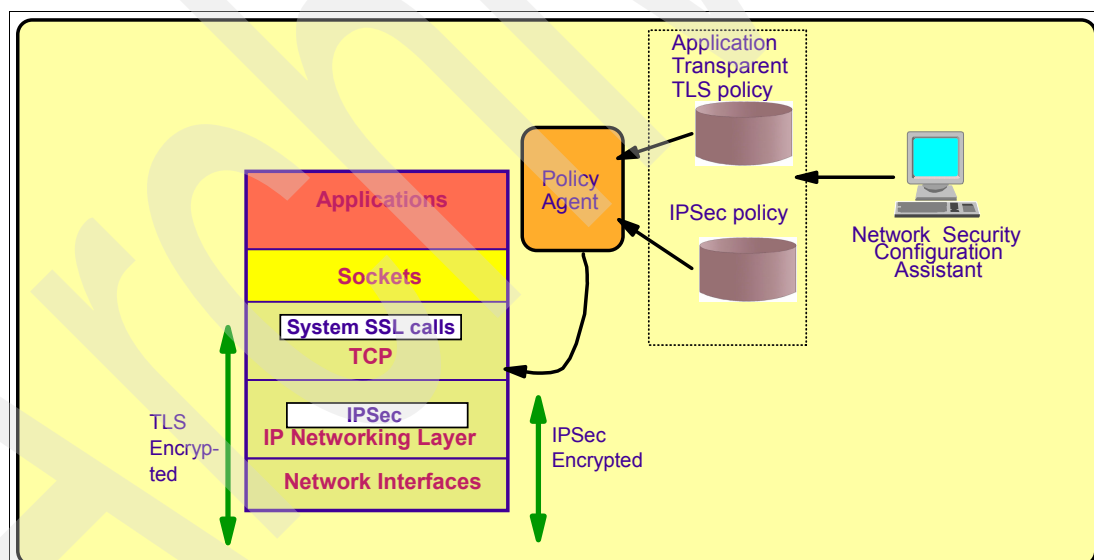 Application
Transparent
TLS policy
Policy
Agent
IPSec policy
Network Security
Configuration
Assistant
Applications
Sockets
System SSL calls
TCP
IPSec
IP Networking Layer
Network Interfaces
TLS
Encryp-
ted
IPSec
Encrypted